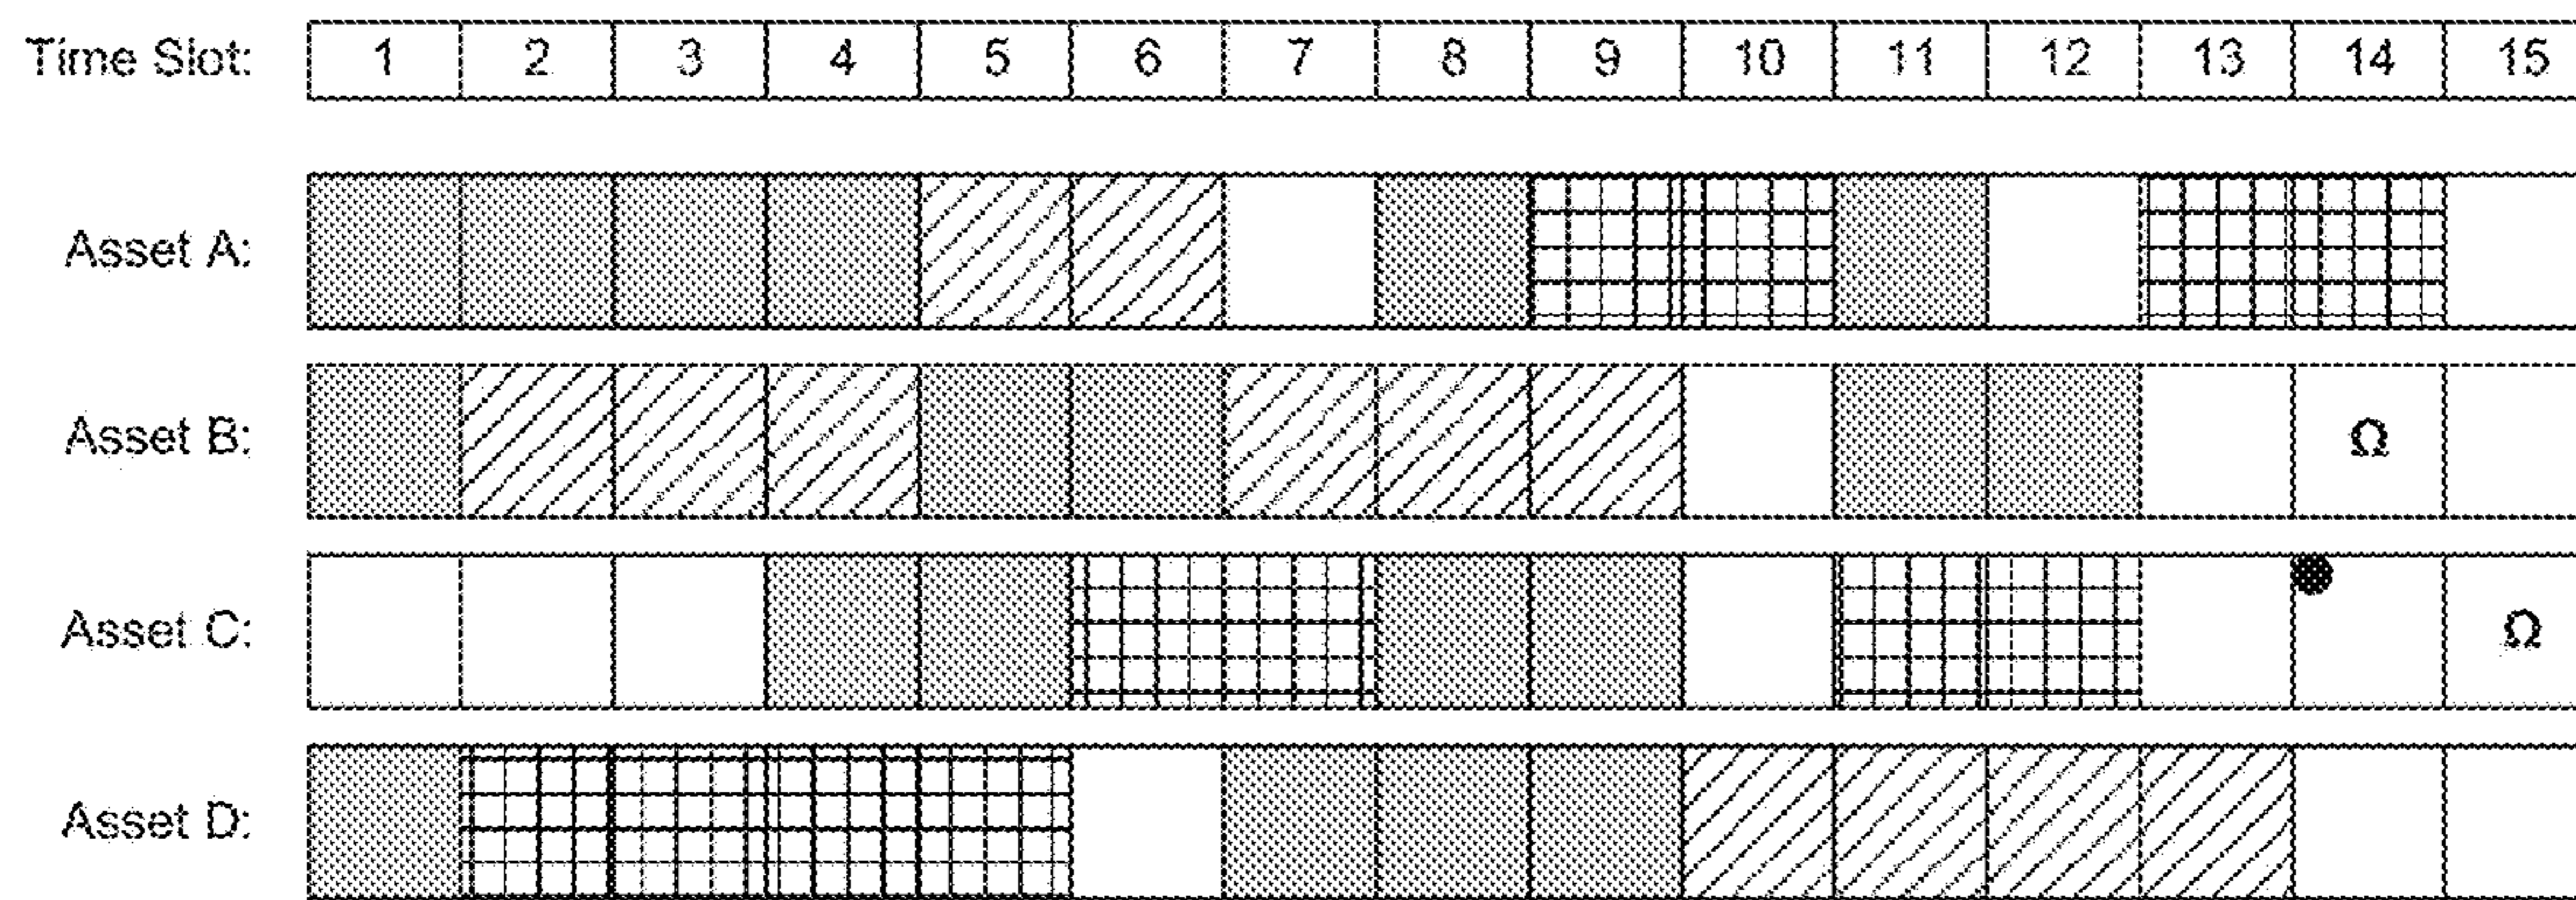 Time Slot: 1 2 3 4 5 6 7 8 9 10 11 12 13 14 15
Asset A:
Asset B: Ω
Asset C: Ω
Asset D: